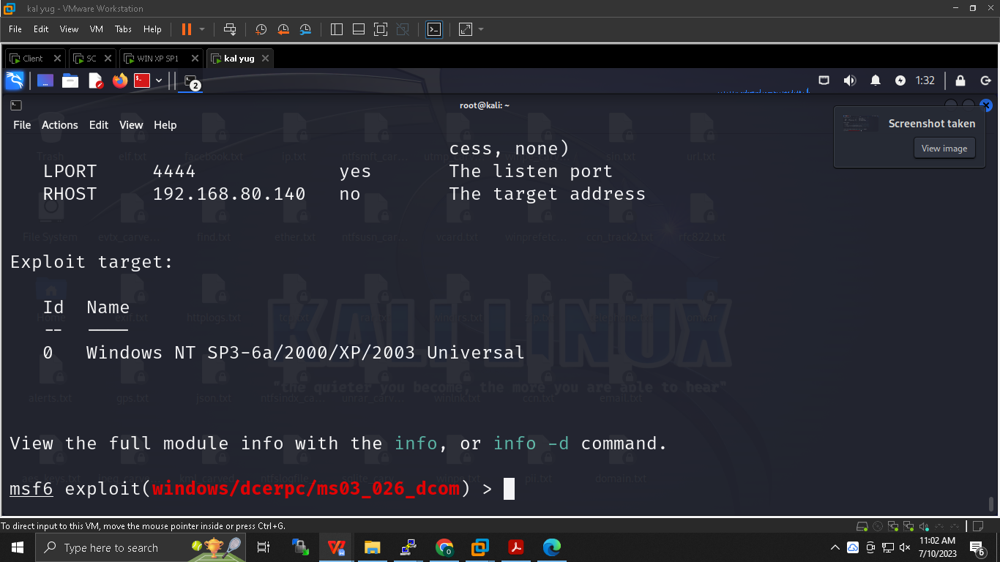 kal yug - VMware Workstation
File Edit View VM Tabs Help
Client SC WIN XP SP1 kal yug
2 1:32
root@kali: ~
File Actions Edit View Help
Screenshot taken
View image
cess, none)
LPORT 4444 yes The listen port
RHOST 192.168.80.140 no The target address
Trash elf.txt facebook.txt ip.txt ntfsmft_car... utmp_carv... sin.txt url.txt
File System evtx_carve... find.txt ether.txt ntfsusn_car... vcard.txt winprefetc... ccn_track2.txt rfc822.txt
Exploit target:
Id Name
-- ----
0 Windows NT SP3-6a/2000/XP/2003 Universal
Home exif.txt httplogs.txt
KALI LINUX
"the quieter you become, the more you are able to hear"
alerts.txt gps.txt json.txt ntfsindx_ca... unrar_carv... winlnk.txt ccn.txt email.txt
View the full module info with the info, or info -d command.
aes_keys.txt jpeg_carved... kml_carved... ntfslogfile... sqlite_carv... pii.txt domain.txt
msf6 exploit(windows/dcerpc/ms03_026_dcom) >
To direct input to this VM, move the mouse pointer inside or press Ctrl+G.
Type here to search
11:02 AM
7/10/2023
6